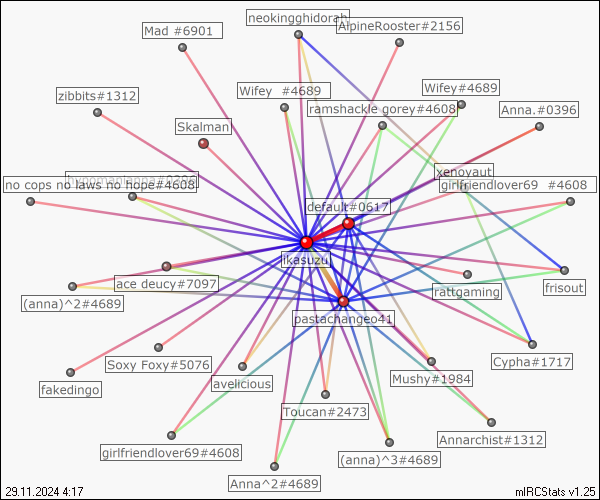 neokingghidorah
AlpineRooster#2156
Mad #6901
Wifey #4689
Wifey#4689
zibbits#1312
ramshackle gorey#4608
Anna.#0396
Skalman
xenovaut
no cops no laws no hope#4608
girlfriendlover69 #4608
default#0617
ikasuzu
ace deucy#7097
rattgaming
frisout
(anna)^2#4689
pastachangeo41
Soxy Foxy#5076
Cypha#1717
fakedingo
avelicious
Mushy#1984
Toucan#2473
Annarchist#1312
girlfriendlover69#4608
(anna)^3#4689
Anna^2#4689
29.11.2024 4:17
mIRCStats v1.25